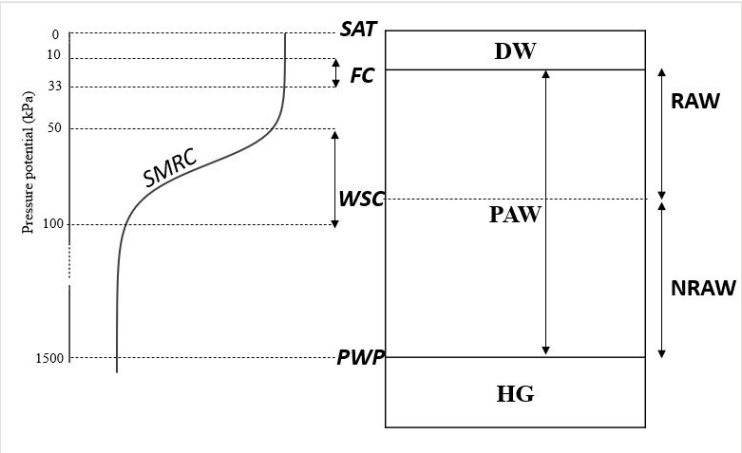 0
10
33
50
100
1500
Pressure potential (kPa)
SMRC
SAT
FC
WSC
PWP
DW
PAW
HG
RAW
NRAW